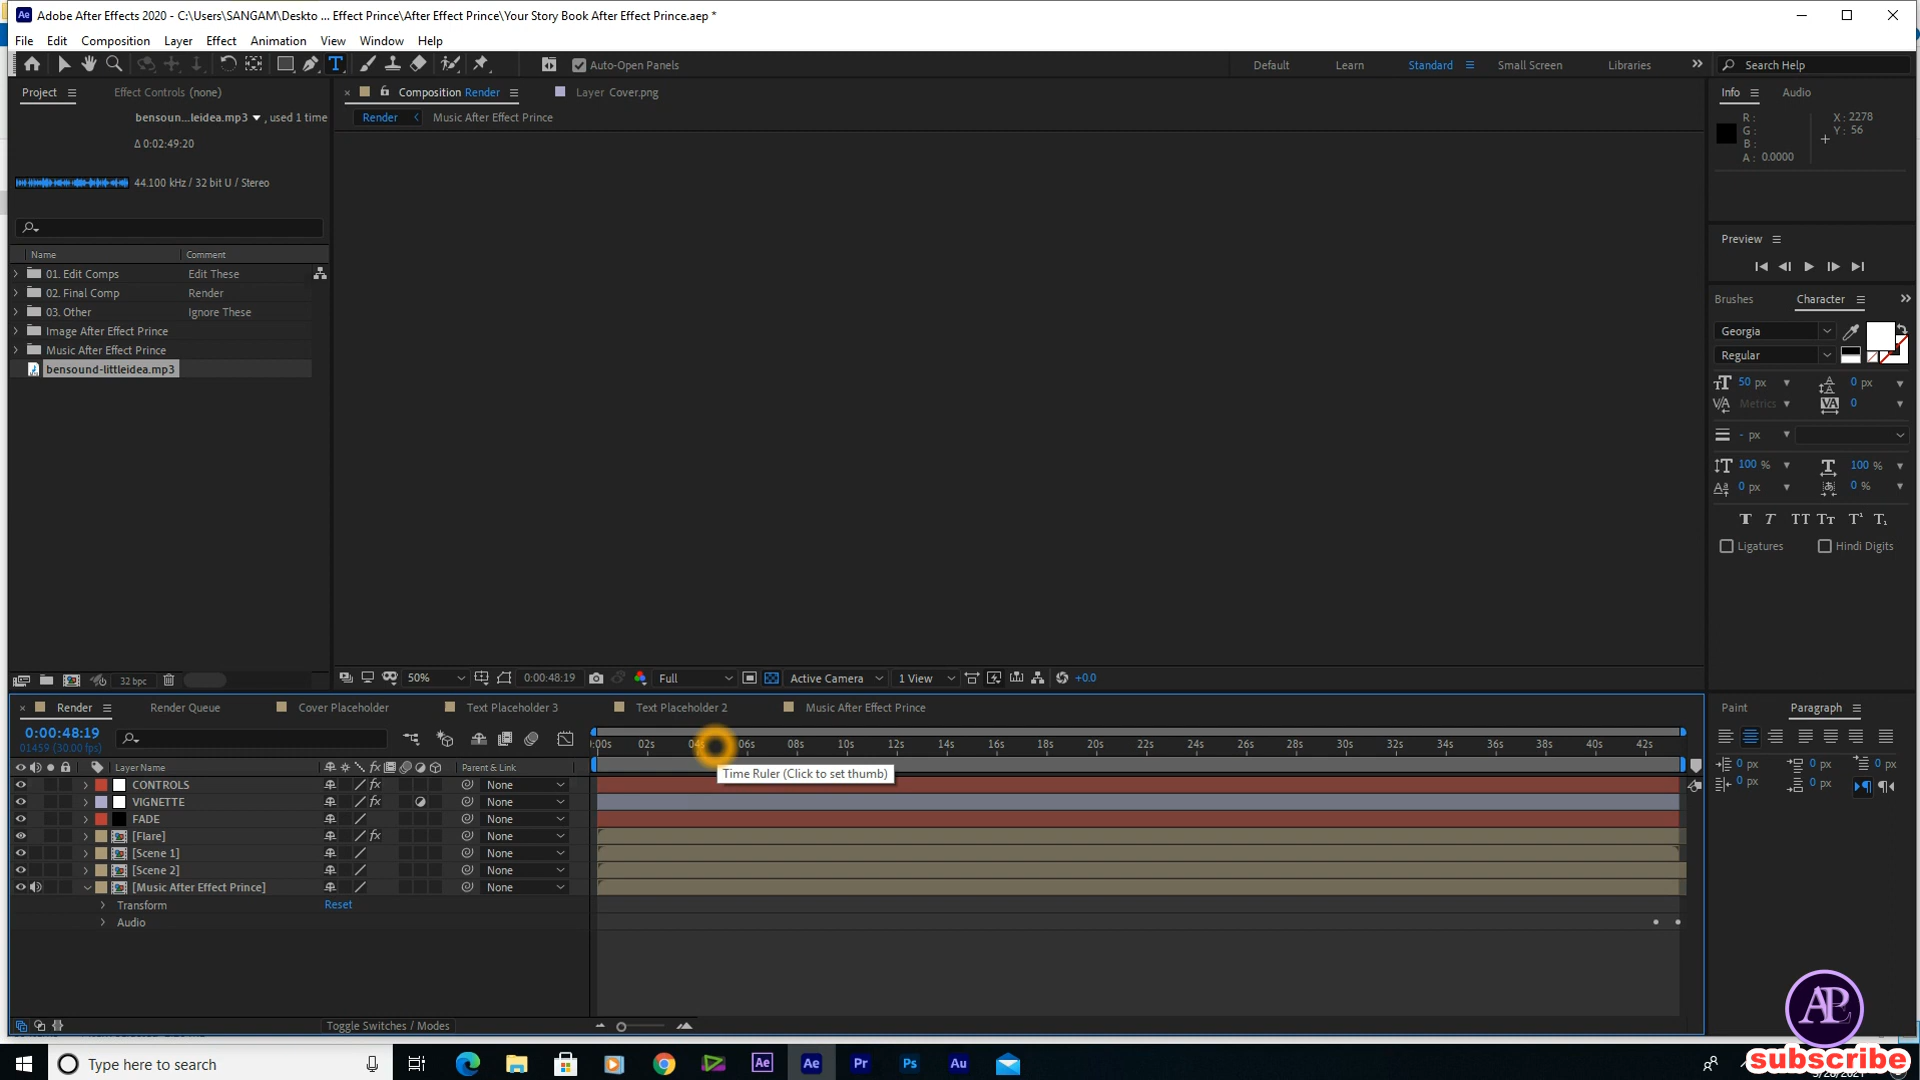 Adobe After Effects 2020 - C:\Users\SANGAM\Deskto ... Effect Prince\After Effect Prince\Your Story Book After Effect Prince.aep *
File Edit Composition Layer Effect Animation View Window Help
Auto-Open Panels Default Learn Standard Small Screen Libraries Search Help
Project Effect Controls (none) Composition Render Layer Cover.png Info Audio
bensoun...leidea.mp3 , used 1 time Render Music After Effect Prince
Δ 0:02:49:20
R : G : B : A : 0.0000 X : 2278 Y : 56
44.100 kHz / 32 bit U / Stereo
Name Comment
01. Edit Comps Edit These
02. Final Comp Render
03. Other Ignore These
Image After Effect Prince
Music After Effect Prince
bensound-littleidea.mp3
Preview
Brushes Character
Georgia
Regular
50 px 0 px
Metrics 0
- px
100 % 100 %
0 px 0 %
Ligatures Hindi Digits
32 bpc 50% 0:00:48:19 Full Active Camera 1 View +0.0
Render Render Queue Cover Placeholder Text Placeholder 3 Text Placeholder 2 Music After Effect Prince
Paint Paragraph
0:00:48:19
01459 (30.00 fps)
:00s 02s 04s 06s 08s 10s 12s 14s 16s 18s 20s 22s 24s 26s 28s 30s 32s 34s 36s 38s 40s 42s
0 px 0 px 0 px
0 px 0 px
Layer Name Parent & Link
Time Ruler (Click to set thumb)
CONTROLS None
VIGNETTE None
FADE None
[Flare] None
[Scene 1] None
[Scene 2] None
[Music After Effect Prince] None
Transform Reset
Audio
Toggle Switches / Modes
AP
subscribe
Type here to search
Ae Ae Pr Ps Au